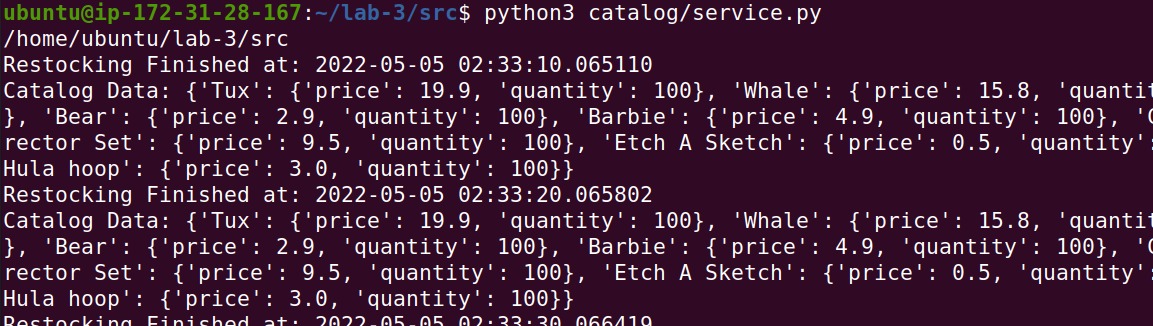 ubuntu@ip-172-31-28-167:~/lab-3/src$ python3 catalog/service.py
/home/ubuntu/lab-3/src
Restocking Finished at: 2022-05-05 02:33:10.065110
Catalog Data: {'Tux': {'price': 19.9, 'quantity': 100}, 'Whale': {'price': 15.8,
}, 'Bear': {'price': 2.9, 'quantity': 100}, 'Barbie': {'price': 4.9, 'quantity': 100},
rector Set': {'price': 9.5, 'quantity': 100}, 'Etch A Sketch': {'price': 0.5, 'quantity':
Hula hoop': {'price': 3.0, 'quantity': 100}}
Restocking Finished at: 2022-05-05 02:33:20.065802
Catalog Data: {'Tux': {'price': 19.9, 'quantity': 100}, 'Whale': {'price': 15.8,
}, 'Bear': {'price': 2.9, 'quantity': 100}, 'Barbie': {'price': 4.9, 'quantity': 100},
rector Set': {'price': 9.5, 'quantity': 100}, 'Etch A Sketch': {'price': 0.5, 'quantity':
Hula hoop': {'price': 3.0, 'quantity': 100}}
Restocking Finished at: 2022-05-05 02:33:30.066419